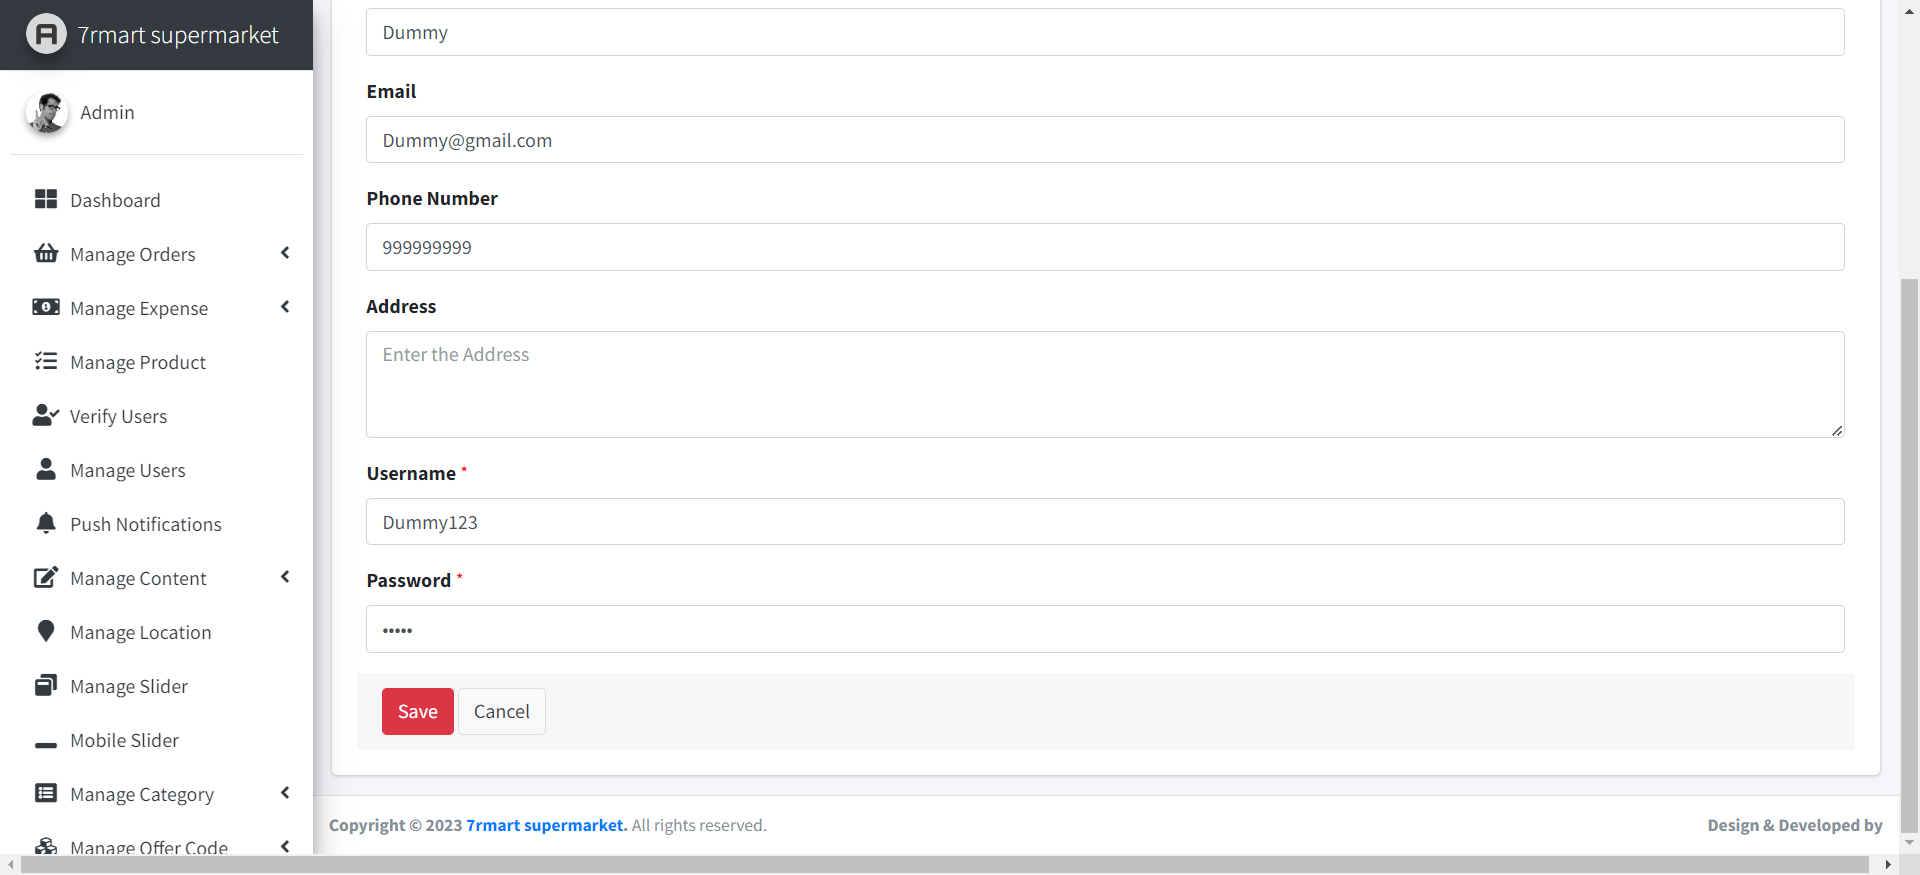 7rmart supermarket
Admin
Dashboard
Manage Orders
Manage Expense
Manage Product
Verify Users
Manage Users
Push Notifications
Manage Content
Manage Location
Manage Slider
Mobile Slider
Manage Category
Manage Offer Code
Dummy
Email
Dummy@gmail.com
Phone Number
999999999
Address
Enter the Address
Username *
Dummy123
Password *
•••••
Save Cancel
Copyright © 2023 7rmart supermarket. All rights reserved.
Design & Developed by